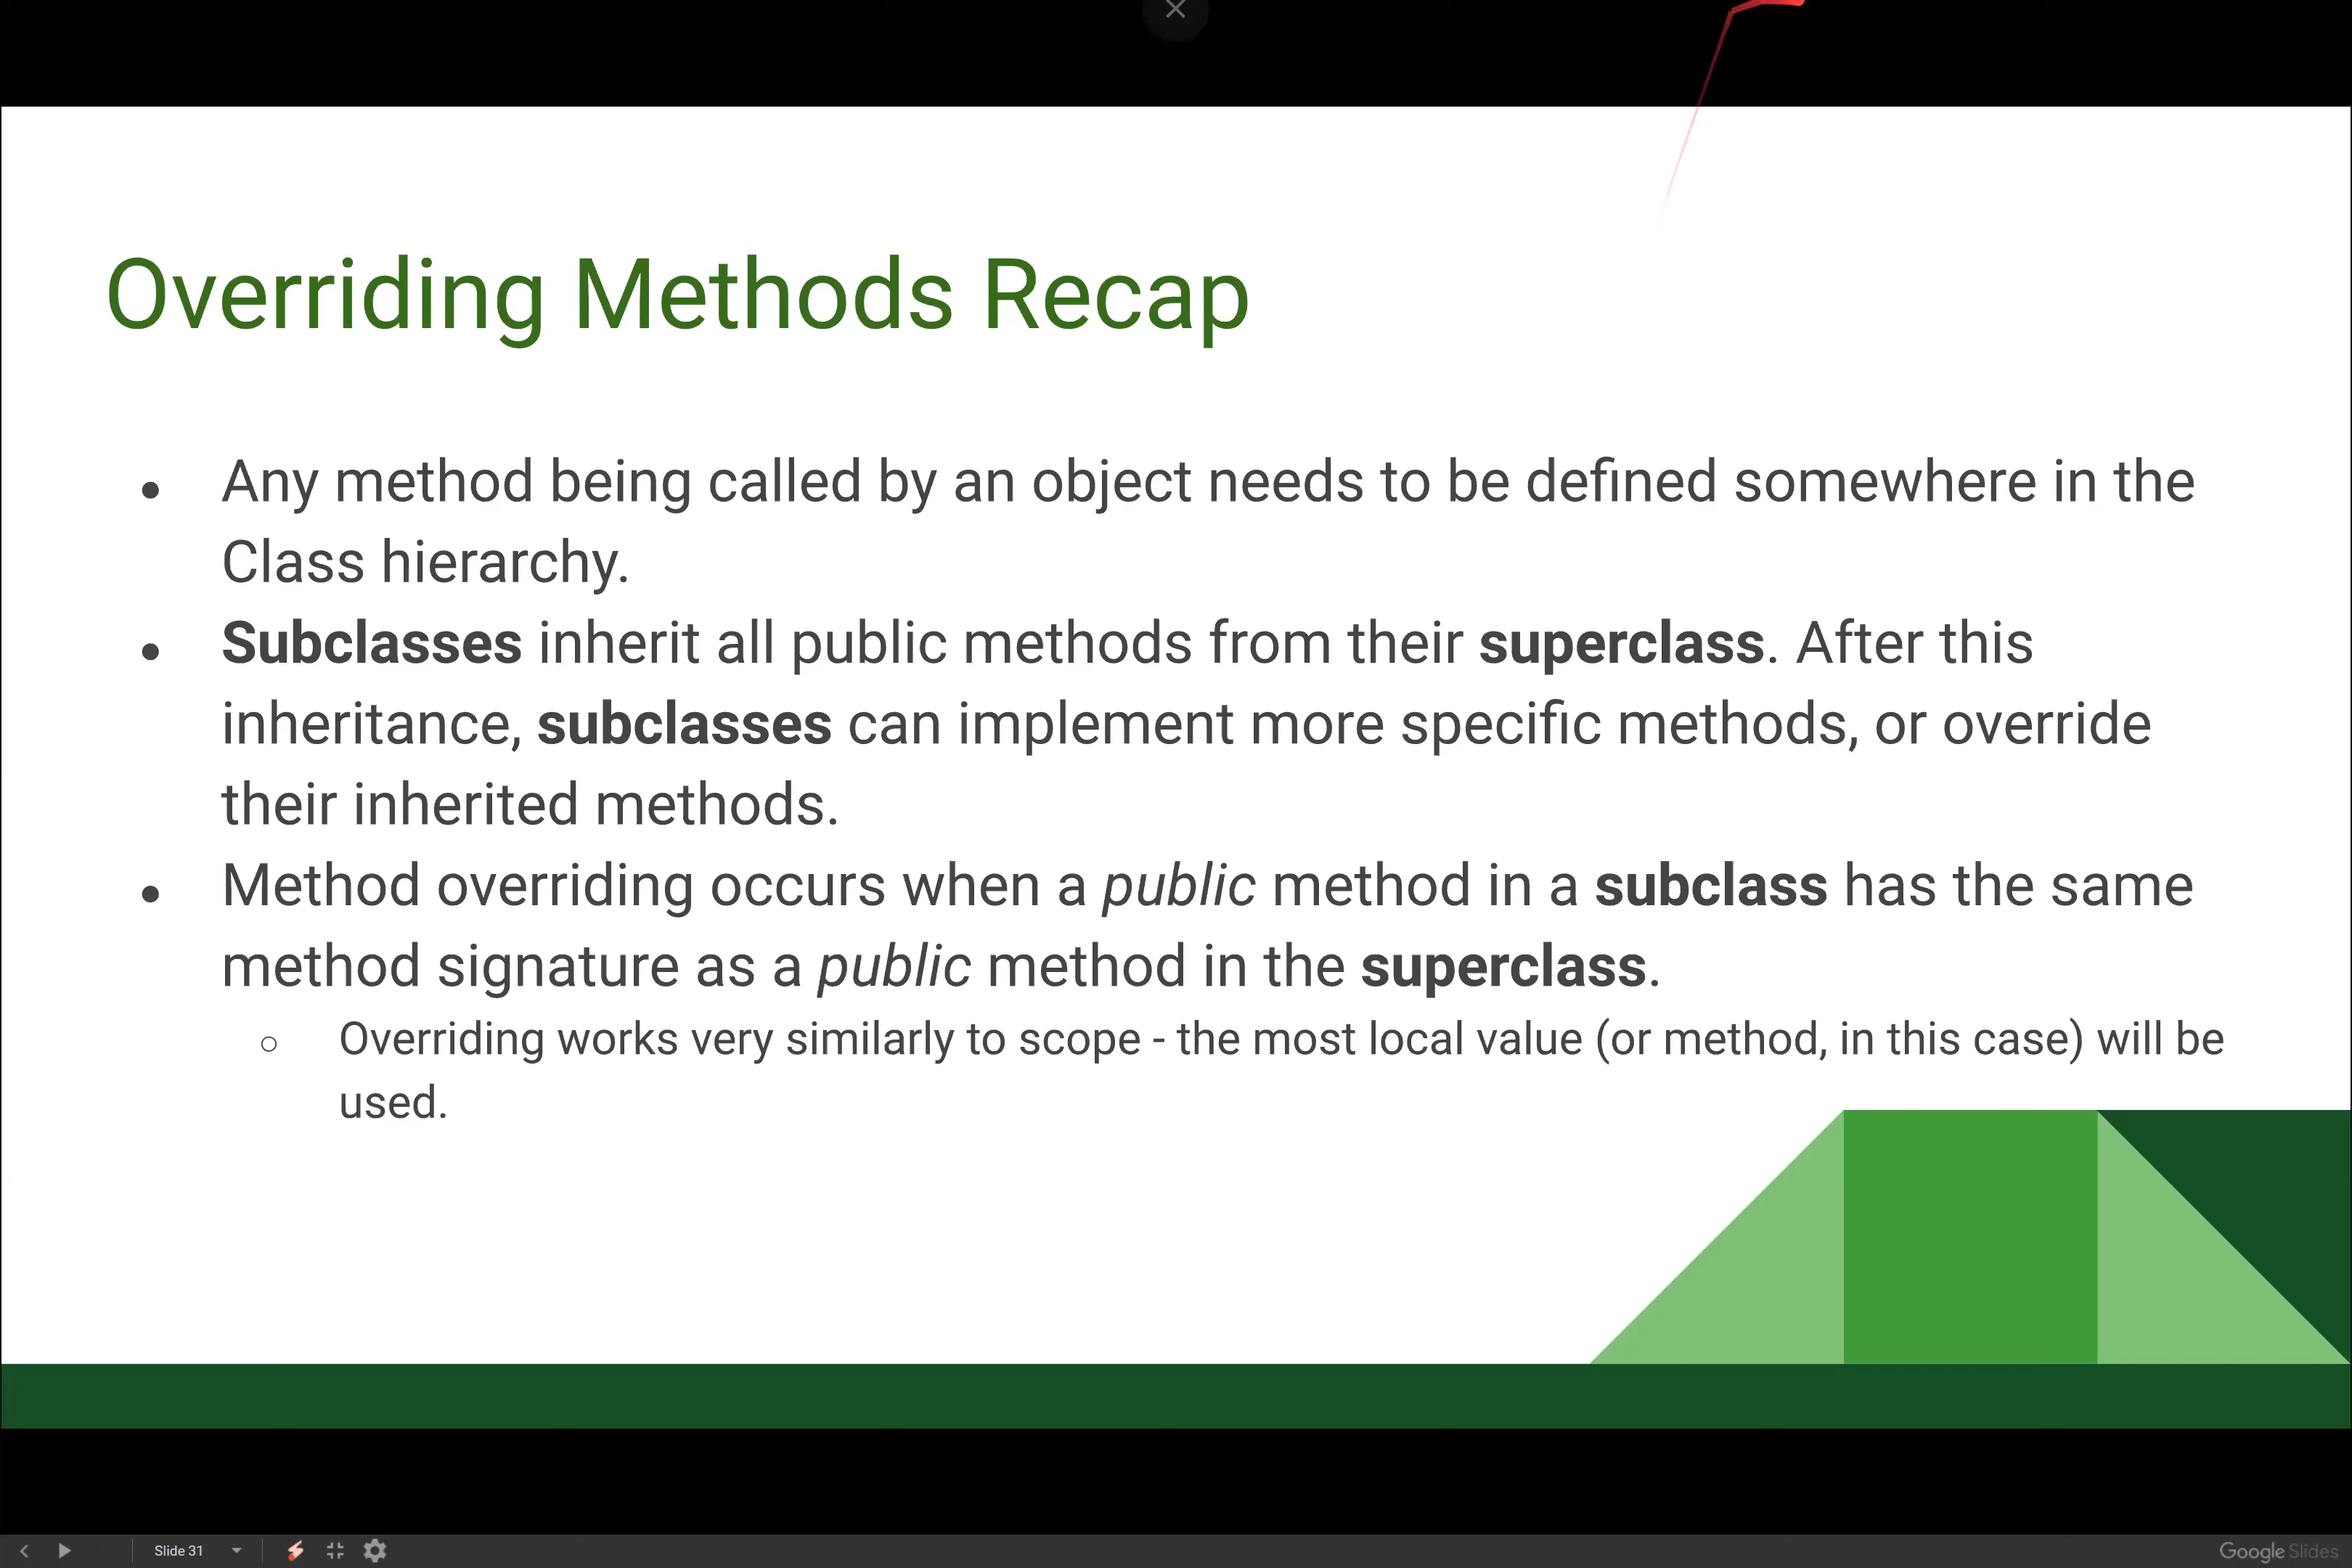 Overriding Methods Recap
● Any method being called by an object needs to be defined somewhere in the
Class hierarchy.
● Subclasses inherit all public methods from their superclass. After this
inheritance, subclasses can implement more specific methods, or override
their inherited methods.
● Method overriding occurs when a public method in a subclass has the same
method signature as a public method in the superclass.
○ Overriding works very similarly to scope - the most local value (or method, in this case) will be
used.
Slide 31
Google Slides